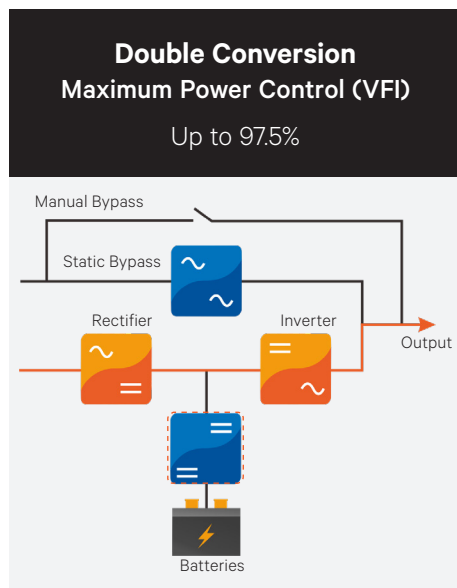 Double Conversion
Maximum Power Control (VFI)
Up to 97.5%
Manual Bypass
Static Bypass
Rectifier
Inverter
Output
Batteries